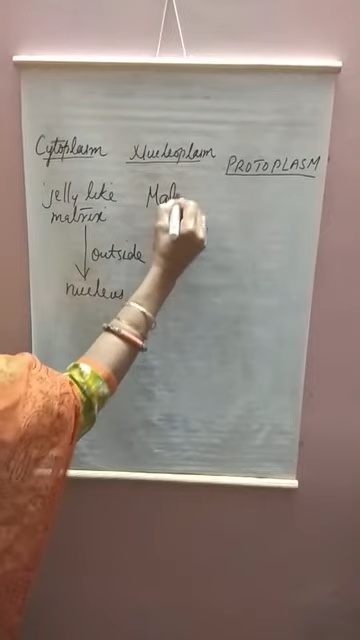 Cytoplasm Nucleoplasm PROTOPLASM
jelly like
matrix
outside
nucleus